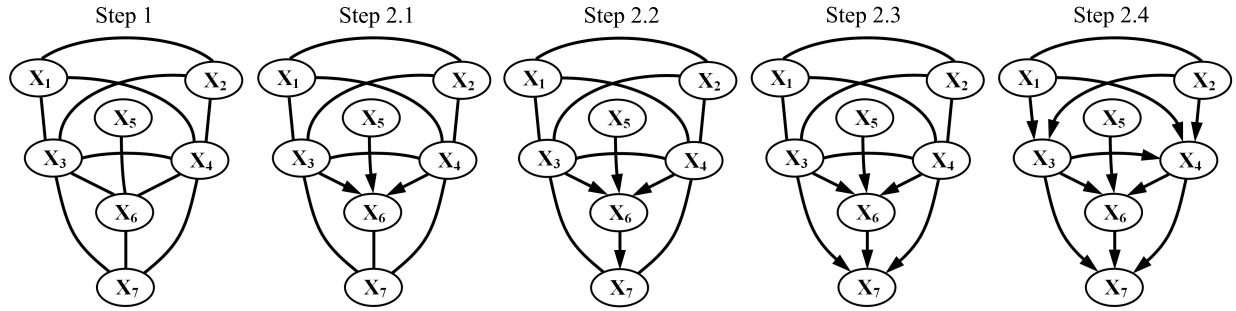 Step 1
X₁
X₂
X₅
X₃
X₄
X₆
X₇
Step 2.1
X₁
X₂
X₅
X₃
X₄
X₆
X₇
Step 2.2
X₁
X₂
X₅
X₃
X₄
X₆
X₇
Step 2.3
X₁
X₂
X₅
X₃
X₄
X₆
X₇
Step 2.4
X₁
X₂
X₅
X₃
X₄
X₆
X₇